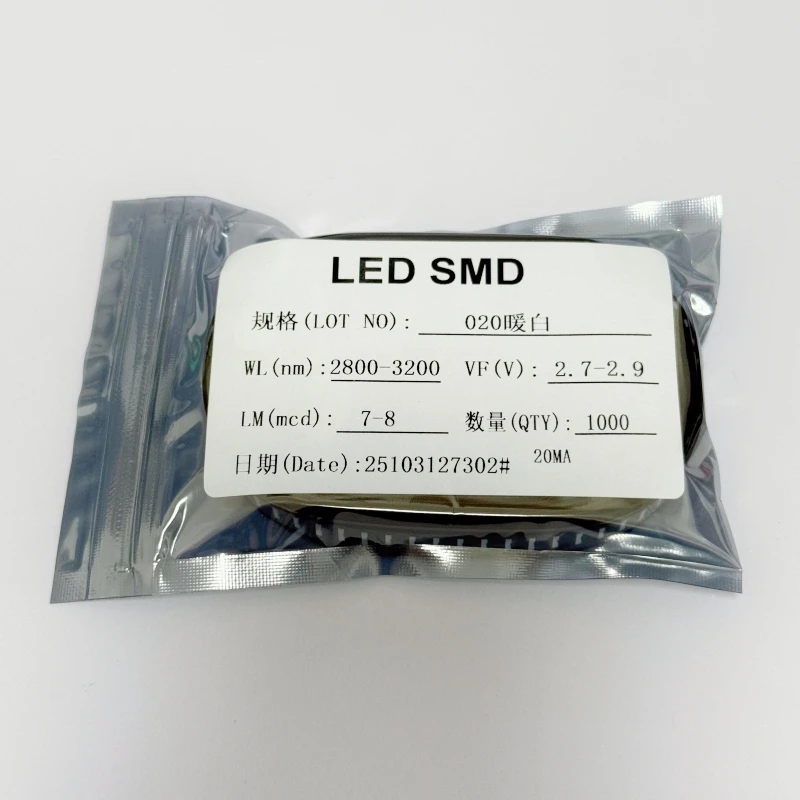 LED SMD
规格(LOT NO): 020暖白
WL(nm):2800-3200 VF(V): 2.7-2.9
LM(mcd): 7-8 数量(QTY): 1000
日期(Date):25103127302# 20MA